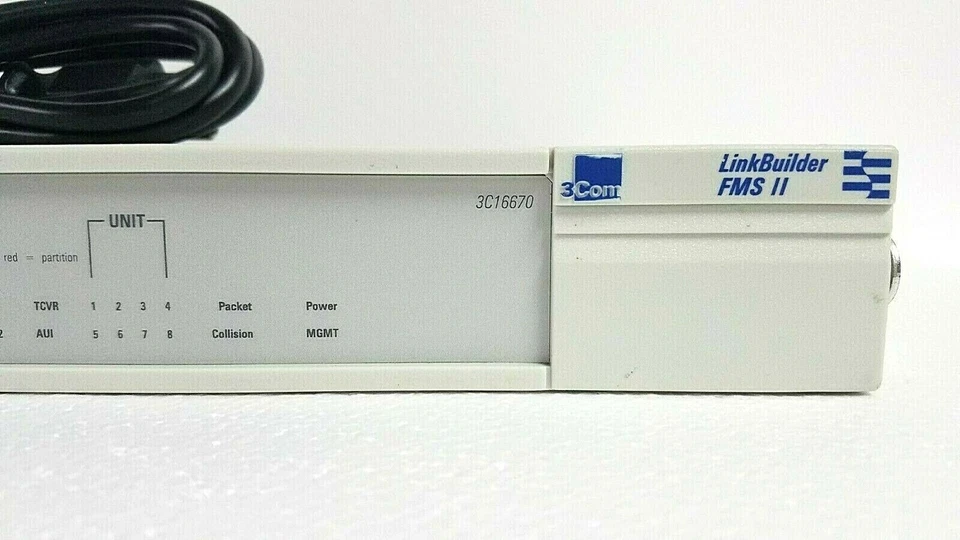 3Com
LinkBuilder
FMS II
3C16670
UNIT
red = partition
TCVR 1 2 3 4 Packet Power
2 AUI 5 6 7 8 Collision MGMT